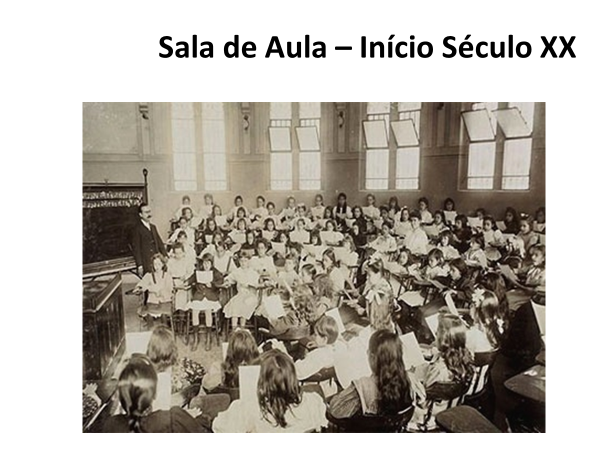 Sala de Aula – Início Século XX